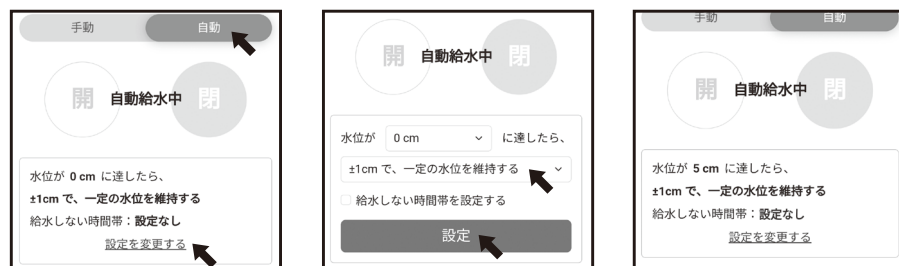 手動 自動
開 自動給水中 閉
水位が 0 cm に達したら、
±1cm で、一定の水位を維持する
給水しない時間帯：設定なし
設定を変更する
開 自動給水中 閉
水位が 0 cm に達したら、
±1cm で、一定の水位を維持する
給水しない時間帯を設定する
設定
手動 自動
開 自動給水中 閉
水位が 5 cm に達したら、
±1cm で、一定の水位を維持する
給水しない時間帯：設定なし
設定を変更する